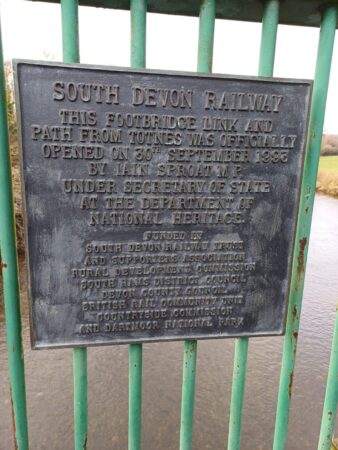 SOUTH DEVON RAILWAY
THIS FOOTBRIDGE LINK AND
PATH FROM TOTNES WAS OFFICIALLY
OPENED ON 30TH SEPTEMBER 1993
BY IAIN SPROAT M.P.
UNDER SECRETARY OF STATE
AT THE DEPARTMENT OF
NATIONAL HERITAGE.
FUNDED BY
SOUTH DEVON RAILWAY TRUST
AND SUPPORTERS ASSOCIATION
RURAL DEVELOPMENT COMMISSION
SOUTH HAMS DISTRICT COUNCIL
DEVON COUNTY COUNCIL
BRITISH RAIL COMMUNITY UNIT
COUNTRYSIDE COMMISSION
AND DARTMOOR NATIONAL PARK